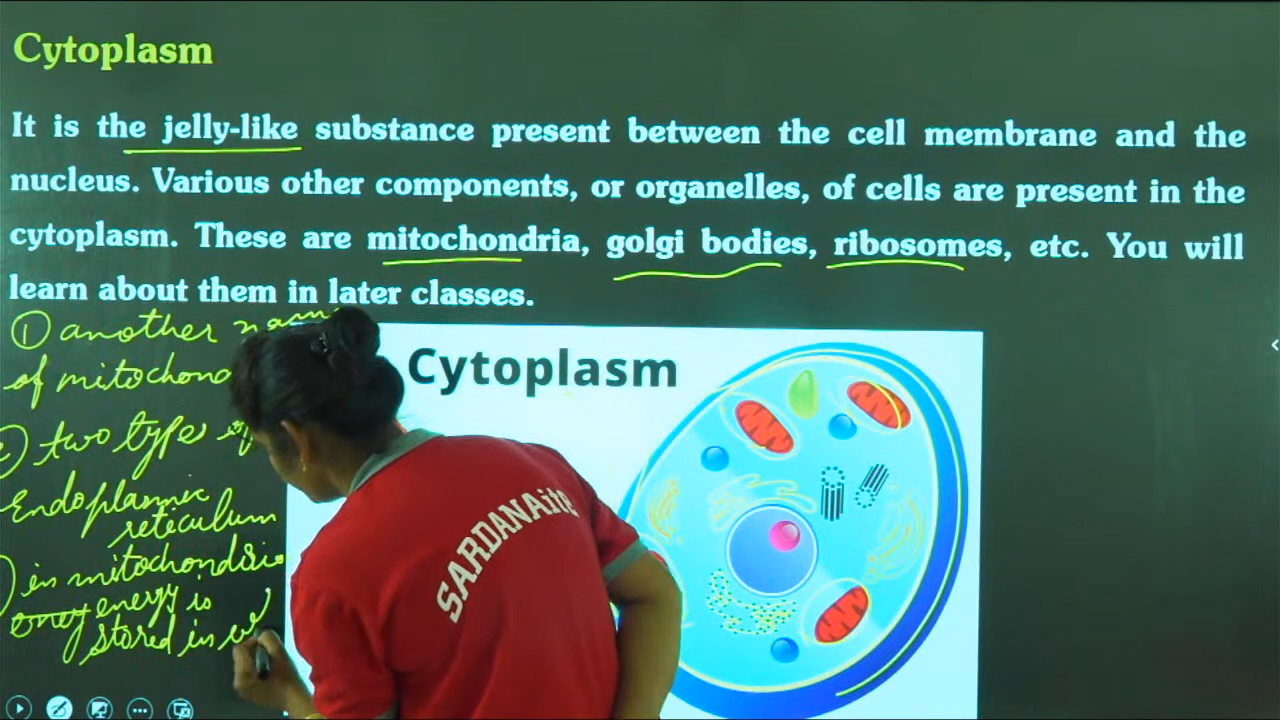 Cytoplasm
It is the jelly-like substance present between the cell membrane and the
nucleus. Various other components, or organelles, of cells are present in the
cytoplasm. These are mitochondria, golgi bodies, ribosomes, etc. You will
learn about them in later classes.
① another
of
two type of
Endoplasmic
reticulum
in mitochondria
energy is
stored in
Cytoplasm
SARDANAite